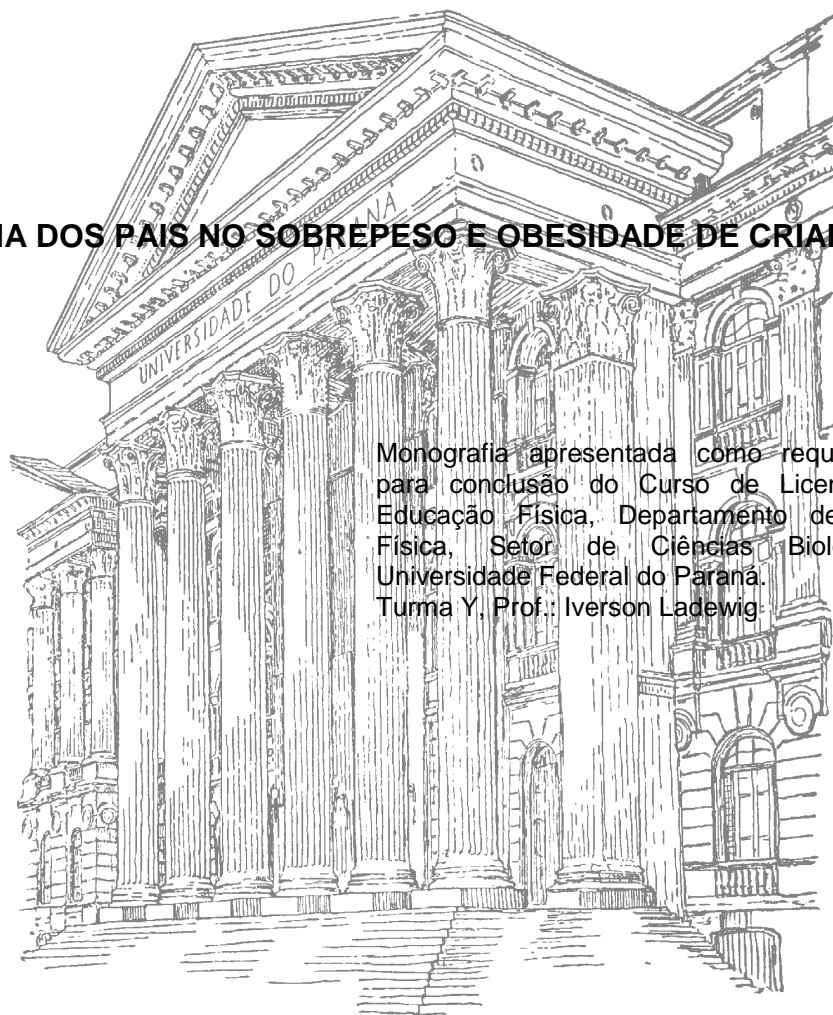 IA DOS PAIS NO SOBREPESO E OBESIDADE DE CRIAN
UNIVERSIDADE DO PARANÁ
Monografia apresentada como requ
para conclusão do Curso de Licen
Educação Física, Departamento de
Física, Setor de Ciências Biol
Universidade Federal do Paraná.
Turma Y, Prof.: Iverson Ladewig